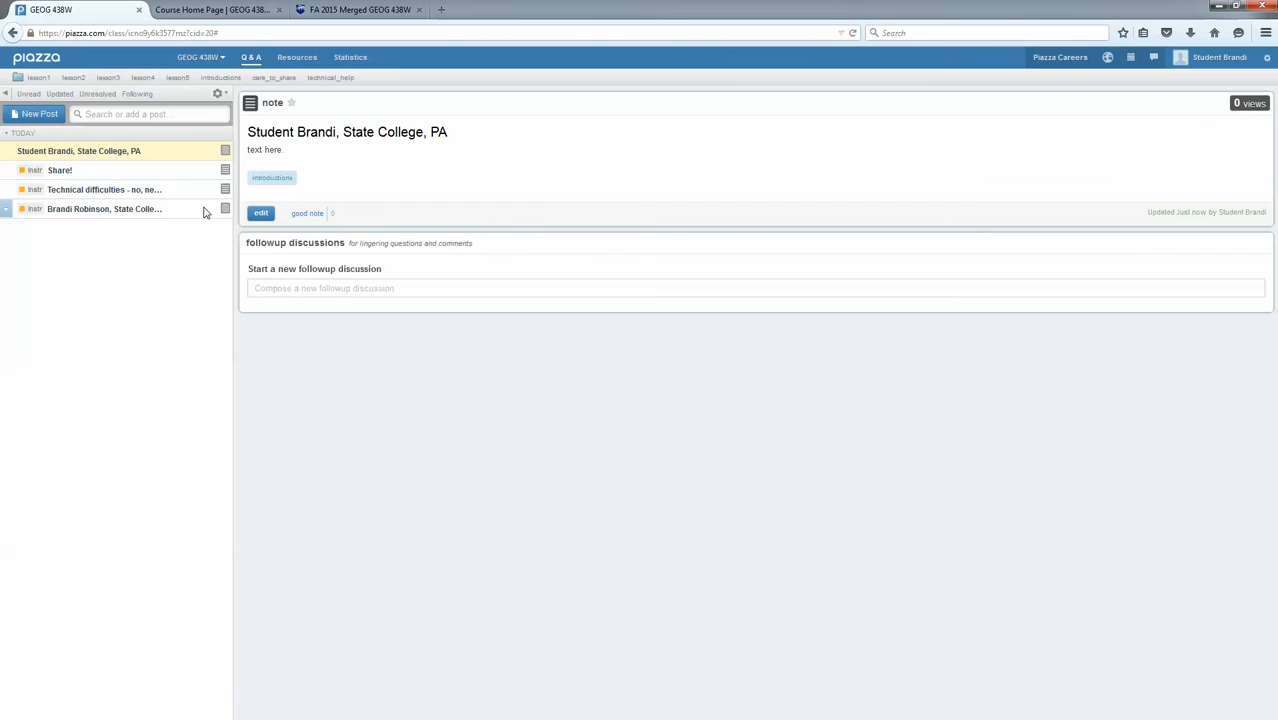 GEOG 438W
Course Home Page | GEOG 438...
FA 2015 Merged GEOG 438W
https://piazza.com/class/icno9y6k3577mz?cid=20#
Search
piazza
GEOG 438W
Q & A
Resources
Statistics
Piazza Careers
Student Brandi
lesson1
lesson2
lesson3
lesson4
lesson5
introductions
care_to_share
technical_help
Unread
Updated
Unresolved
Following
New Post
Search or add a post...
TODAY
Student Brandi, State College, PA
Instr Share!
Instr Technical difficulties - no, ne...
Instr Brandi Robinson, State Colle...
note
0 views
Student Brandi, State College, PA
text here.
introductions
edit
good note
0
Updated Just now by Student Brandi
followup discussions for lingering questions and comments
Start a new followup discussion
Compose a new followup discussion